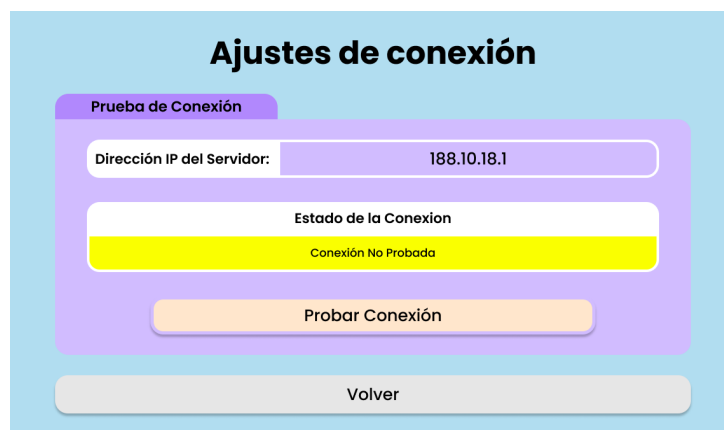 Ajustes de conexión
Prueba de Conexión
Dirección IP del Servidor: 188.10.18.1
Estado de la Conexion
Conexión No Probada
Probar Conexión
Volver